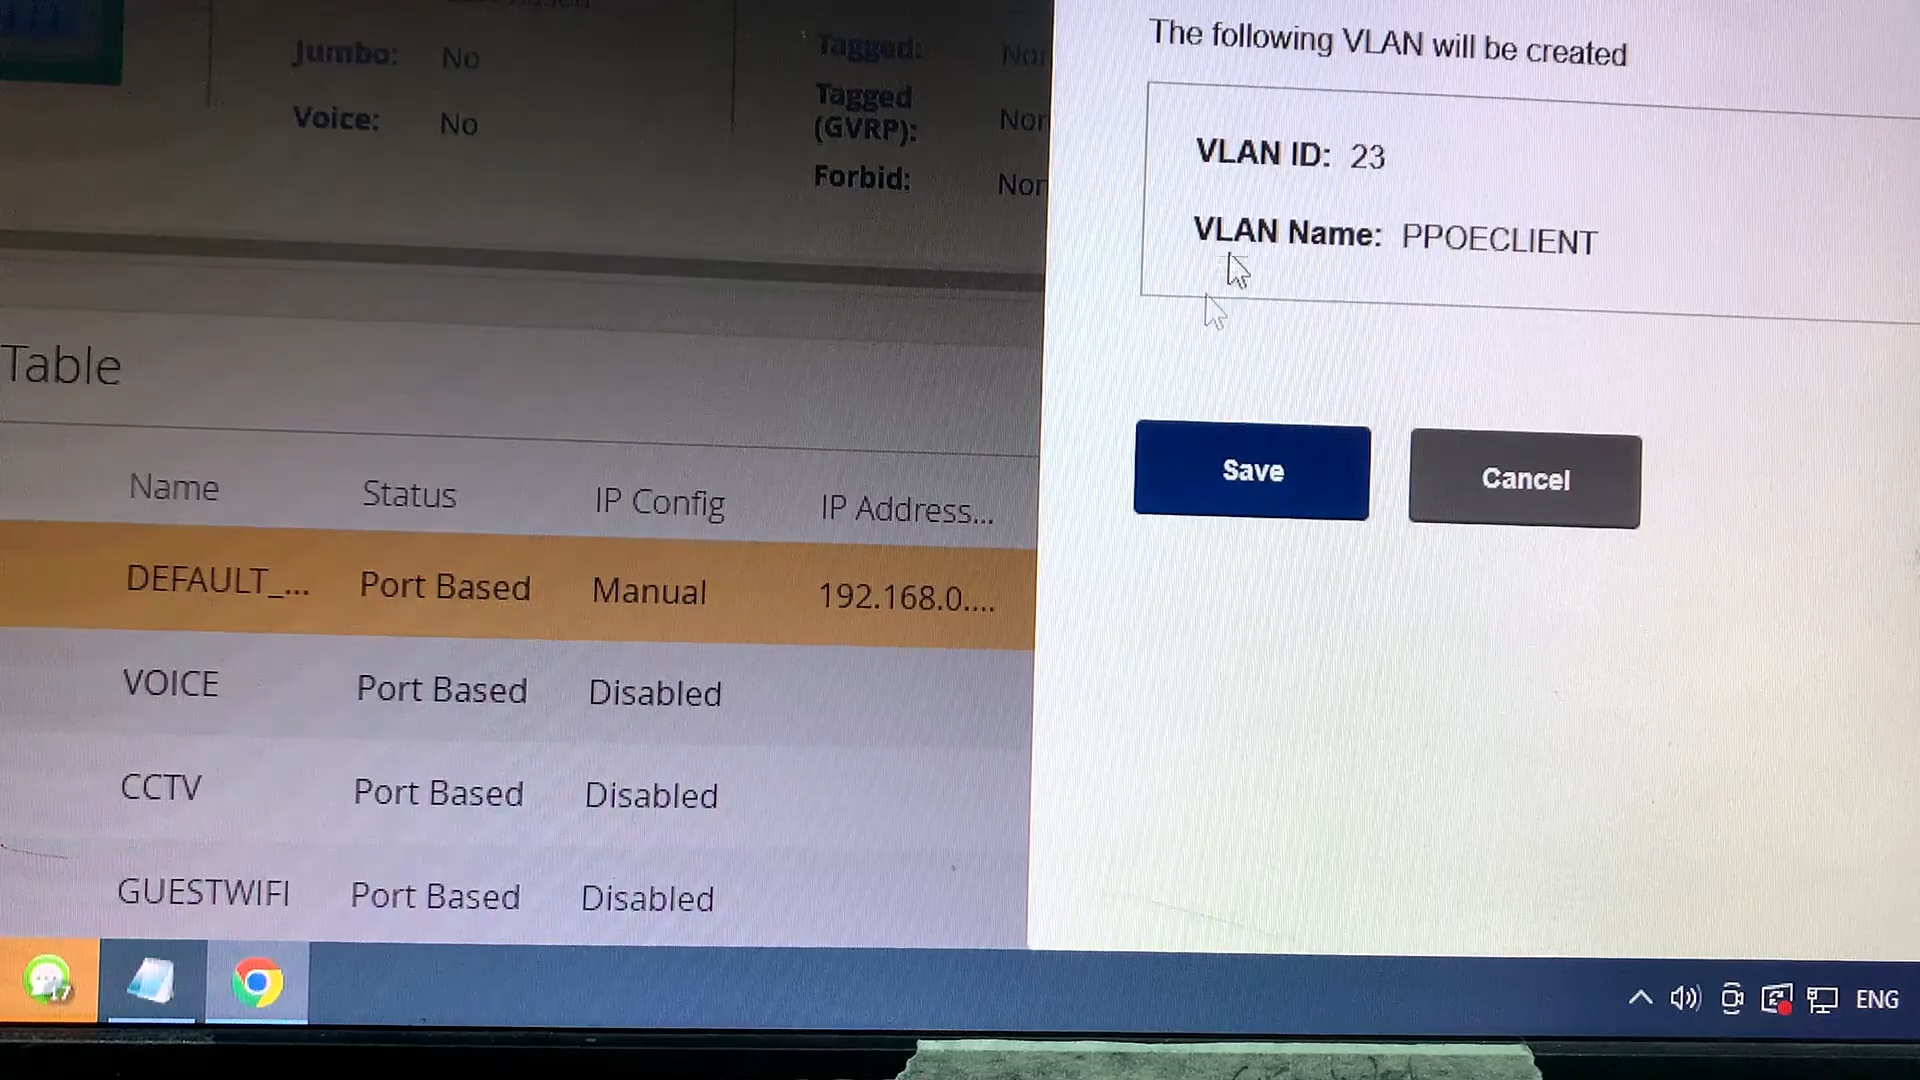 Jumbo: No
Voice: No
Tagged:
Tagged
(GVRP):
Forbid:
The following VLAN will be created
VLAN ID: 23
VLAN Name: PPOECLIENT
Save
Cancel
Table
Name Status IP Config IP Address...
DEFAULT_... Port Based Manual 192.168.0....
VOICE Port Based Disabled
CCTV Port Based Disabled
GUESTWIFI Port Based Disabled
17
ENG